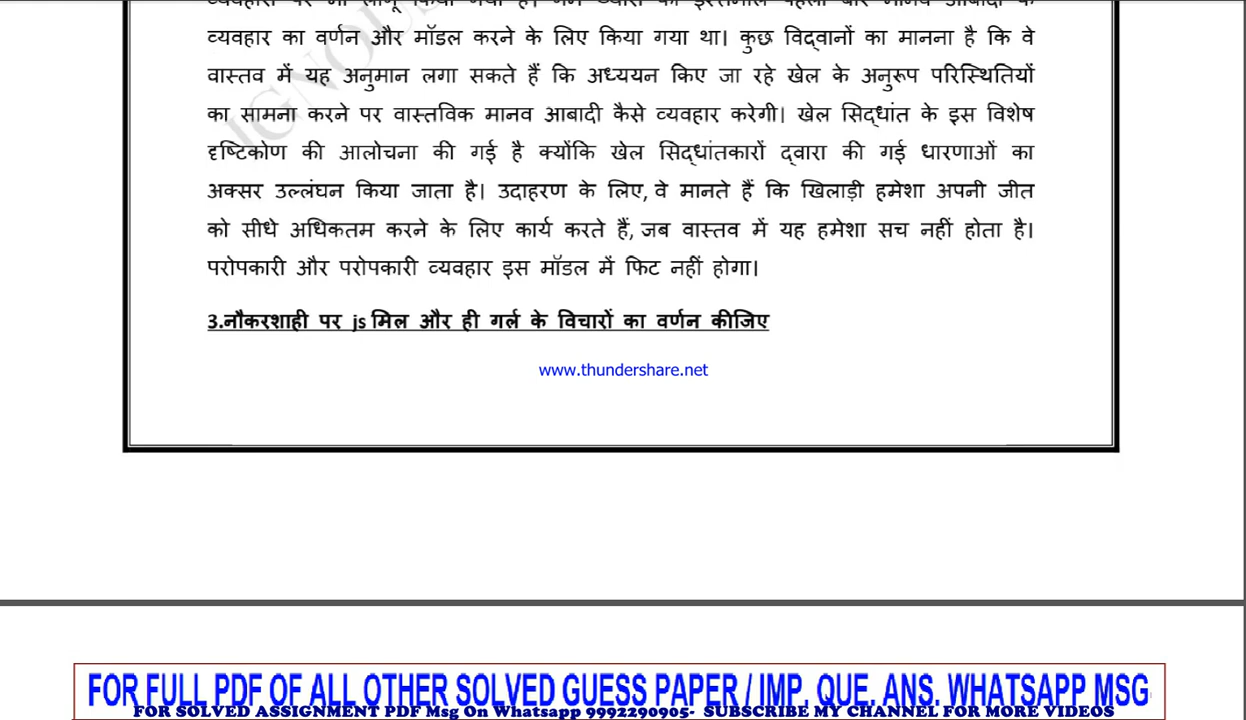 व्यवहार का वर्णन और मॉडल करने के लिए किया गया था। कुछ विद्वानों का मानना है कि वे
वास्तव में यह अनुमान लगा सकते हैं कि अध्ययन किए जा रहे खेल के अनुरूप परिस्थितियों
का सामना करने पर वास्तविक मानव आबादी कैसे व्यवहार करेगी। खेल सिद्धांत के इस विशेष
दृष्टिकोण की आलोचना की गई है क्योंकि खेल सिद्धांतकारों द्वारा की गई धारणाओं का
अक्सर उल्लंघन किया जाता है। उदाहरण के लिए, वे मानते हैं कि खिलाड़ी हमेशा अपनी जीत
को सीधे अधिकतम करने के लिए कार्य करते हैं, जब वास्तव में यह हमेशा सच नहीं होता है।
परोपकारी और परोपकारी व्यवहार इस मॉडल में फिट नहीं होगा।
3.नौकरशाही पर js मिल और ही गर्ल के विचारों का वर्णन कीजिए
www.thundershare.net
FOR FULL PDF OF ALL OTHER SOLVED GUESS PAPER / IMP. QUE. ANS. WHATSAPP MSG
FOR SOLVED ASSIGNMENT PDF Msg On Whatsapp 9992290905- SUBSCRIBE MY CHANNEL FOR MORE VIDEOS